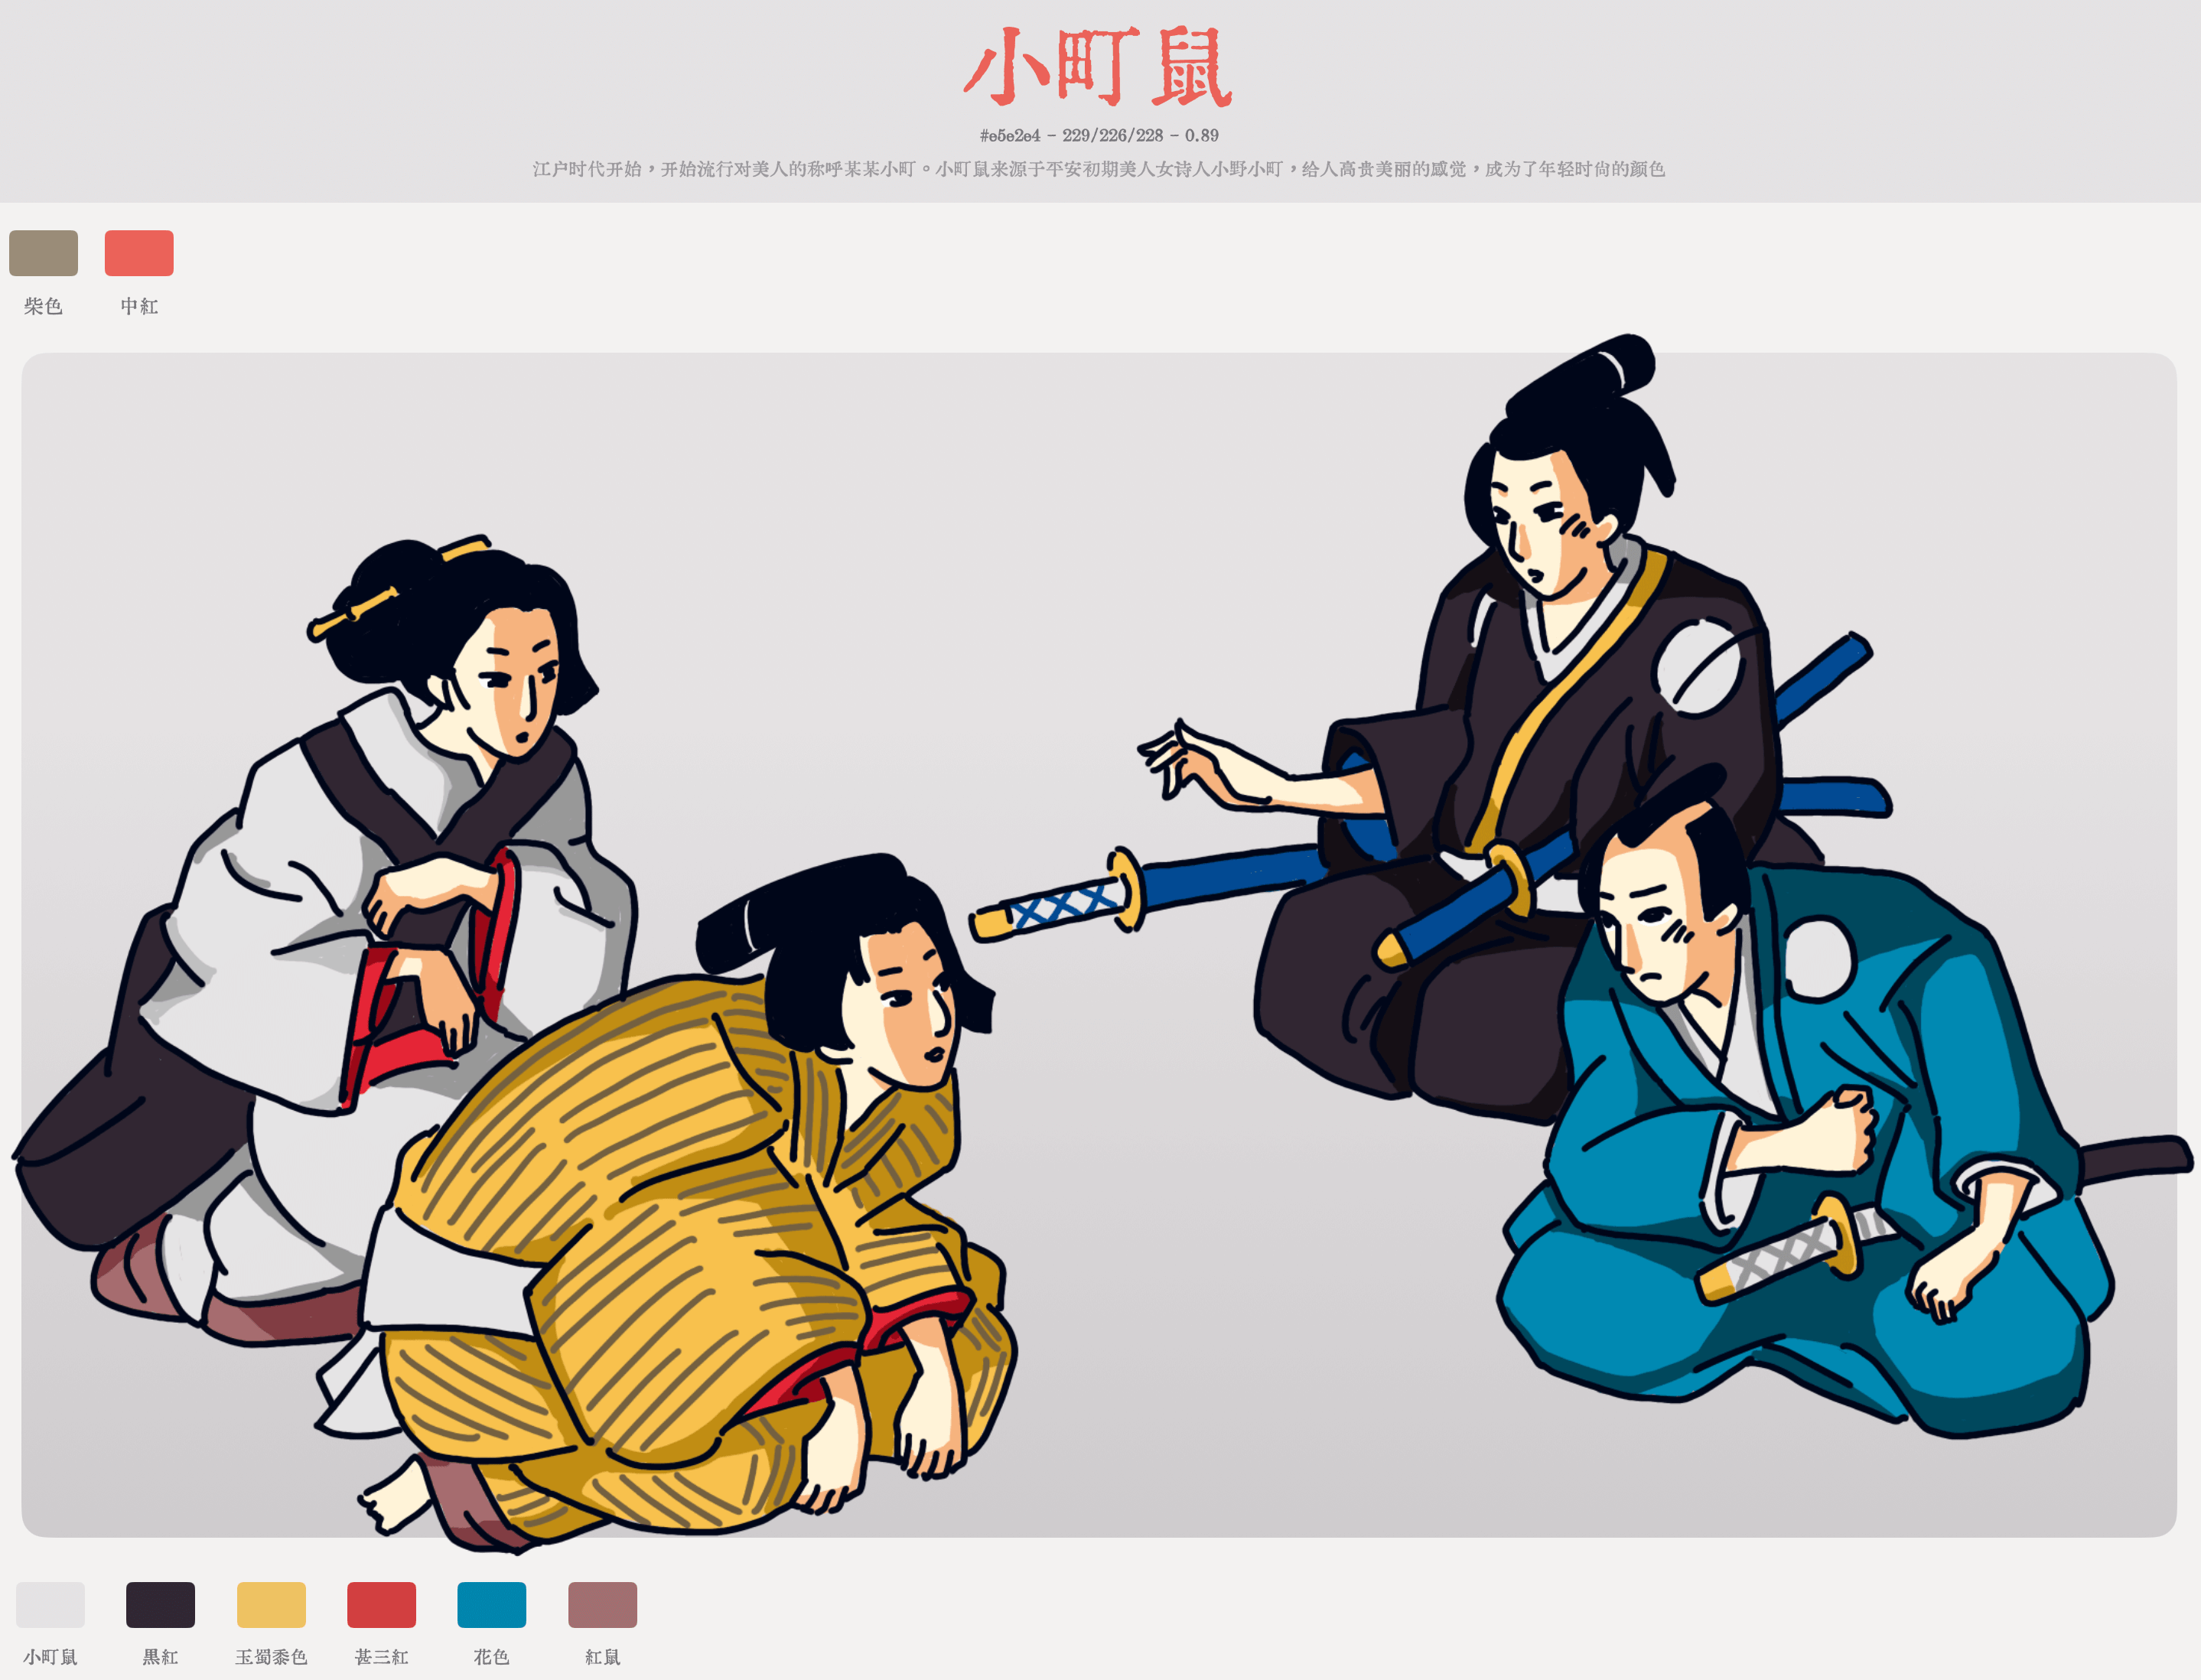 小町鼠
#e5e2e4 - 229/226/228 - 0.89
江户时代开始，开始流行对美人的称呼某某小町。小町鼠来源于平安初期美人女诗人小野小町，给人高贵美丽的感觉，成为了年轻时尚的颜色
柴色 中紅
小町鼠 黒紅 玉蜀黍色 甚三紅 花色 紅鼠